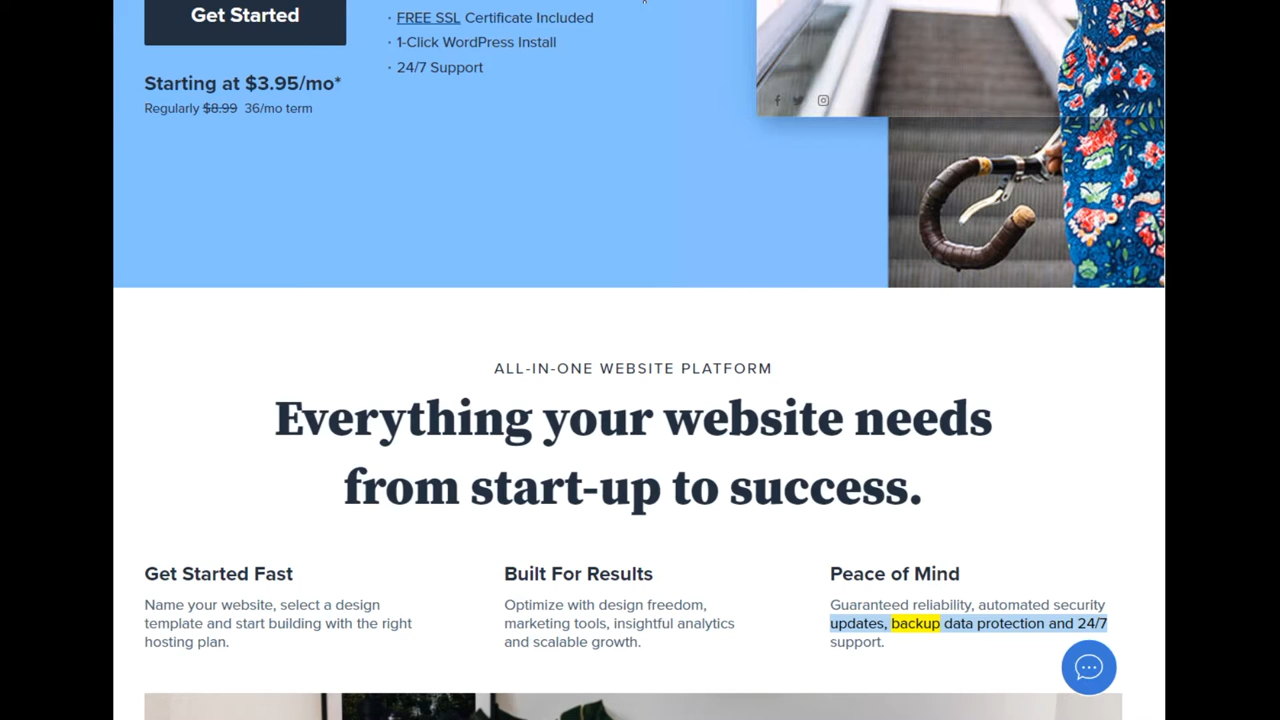 Get Started
· FREE SSL Certificate Included
· 1-Click WordPress Install
· 24/7 Support
Starting at $3.95/mo*
Regularly $8.99 36/mo term
ALL-IN-ONE WEBSITE PLATFORM
Everything your website needs
from start-up to success.
Get Started Fast
Name your website, select a design
template and start building with the right
hosting plan.
Built For Results
Optimize with design freedom,
marketing tools, insightful analytics
and scalable growth.
Peace of Mind
Guaranteed reliability, automated security
updates, backup data protection and 24/7
support.